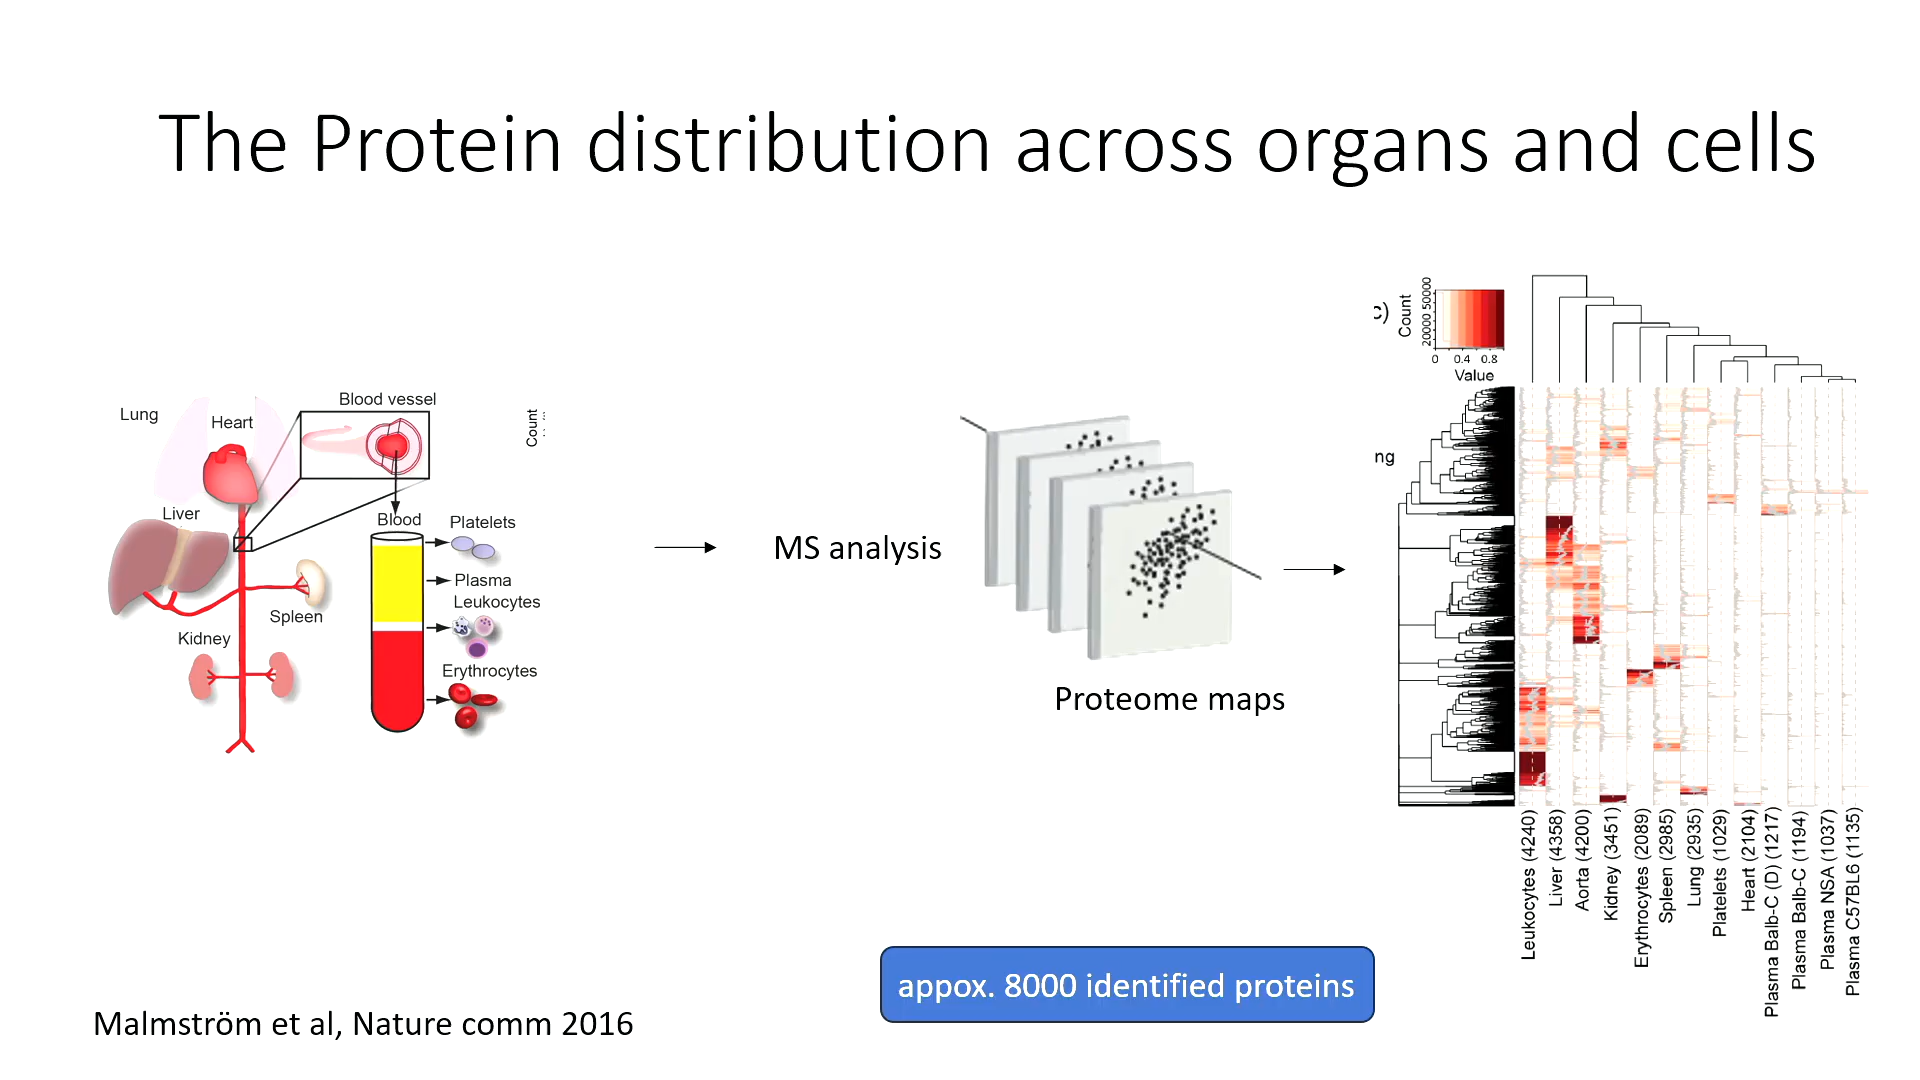 The Protein distribution across organs and cells
Lung
Heart
Blood vessel
Liver
Blood
Platelets
Plasma
Leukocytes
Spleen
Kidney
Erythrocytes
Count
MS analysis
Proteome maps
c)
Count
20000 50000
0 0.4 0.8
Value
ng
Leukocytes (4240)
Liver (4358)
Aorta (4200)
Kidney (3451)
Erythrocytes (2089)
Spleen (2985)
Lung (2935)
Platelets (1029)
Heart (2104)
Plasma Balb-C (D) (1217)
Plasma Balb-C (1194)
Plasma NSA (1037)
Plasma C57BL6 (1135)
appox. 8000 identified proteins
Malmström et al, Nature comm 2016